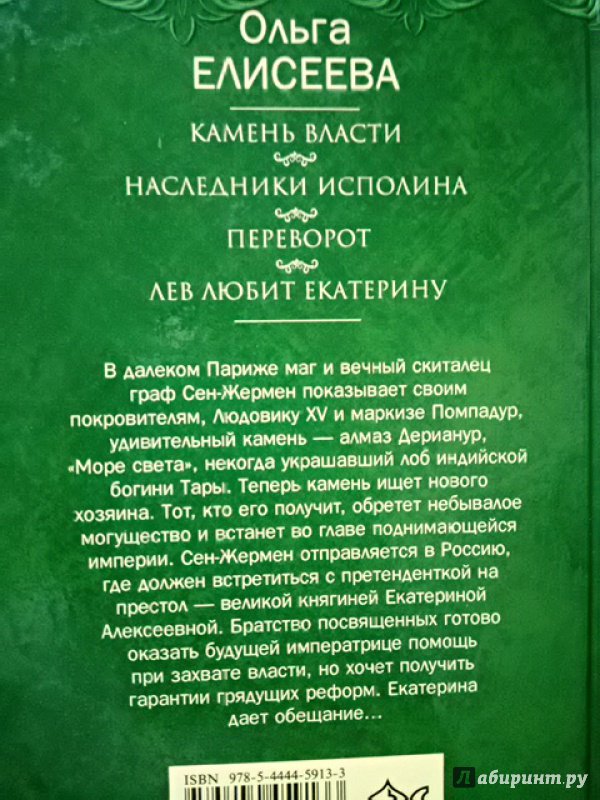 Ольга
ЕЛИСЕЕВА
КАМЕНЬ ВЛАСТИ
НАСЛЕДНИКИ ИСПОЛИНА
ПЕРЕВОРОТ
ЛЕВ ЛЮБИТ ЕКАТЕРИНУ
В далеком Париже маг и вечный скиталец
граф Сен-Жермен показывает своим
покровителям, Людовику XV и маркизе Помпадур,
удивительный камень — алмаз Дерианур,
«Море света», некогда украшавший лоб индийской
богини Тары. Теперь камень ищет нового
хозяина. Тот, кто его получит, обретет небывалое
могущество и встанет во главе поднимающейся
империи. Сен-Жермен отправляется в Россию,
где должен встретиться с претенденткой на
престол — великой княгиней Екатериной
Алексеевной. Братство посвященных готово
оказать будущей императрице помощь
при захвате власти, но хочет получить
гарантии грядущих реформ. Екатерина
дает обещание...
ISBN 978-5-4444-5913-3
Лабиринт.ру